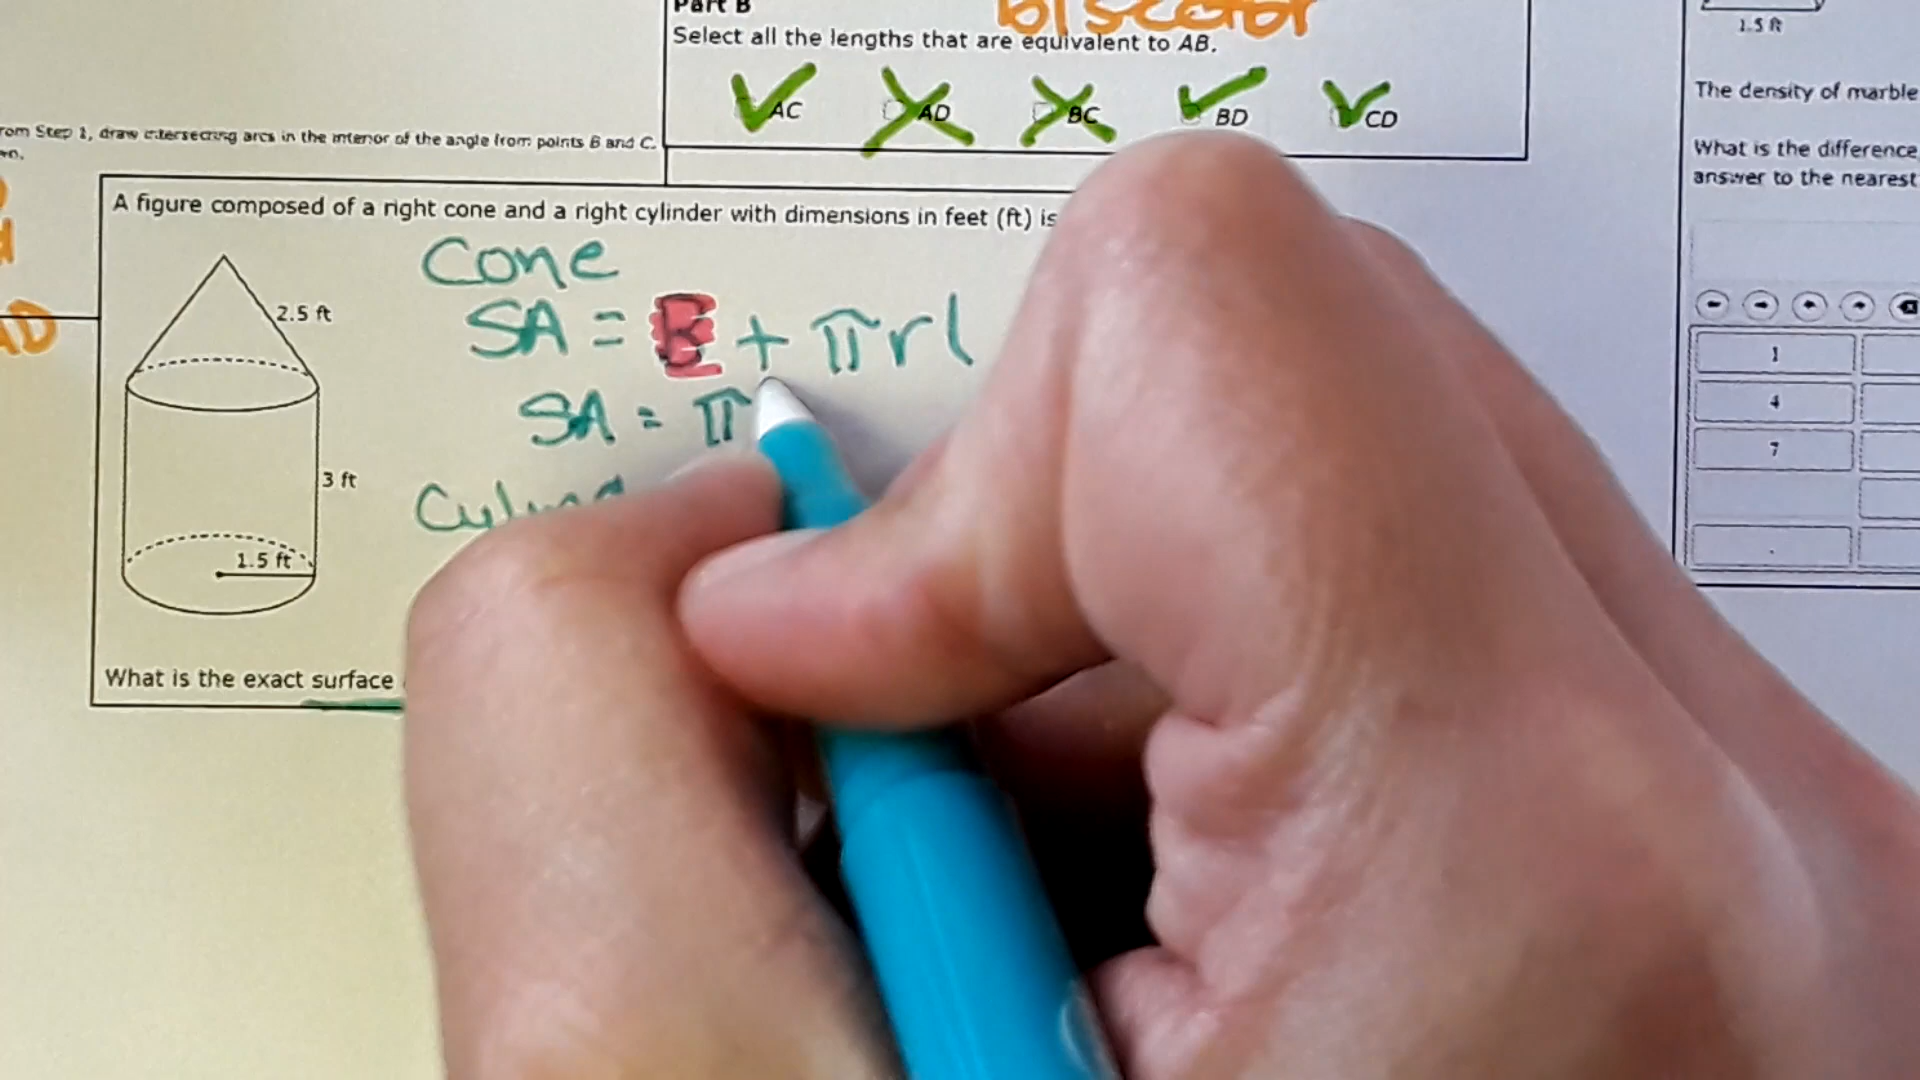 Part B
Bisector
Select all the lengths that are equivalent to AB.
AC AD BC BD CD
rom Step 1, draw intersecting arcs in the interior of the angle from points B and C.
1.5 ft
The density of marble
What is the difference
answer to the nearest
A figure composed of a right cone and a right cylinder with dimensions in feet (ft) is
Cone
2.5 ft
SA = B + πrl
SA = π
3 ft
Cylind
1.5 ft
What is the exact surface
1
4
7
.